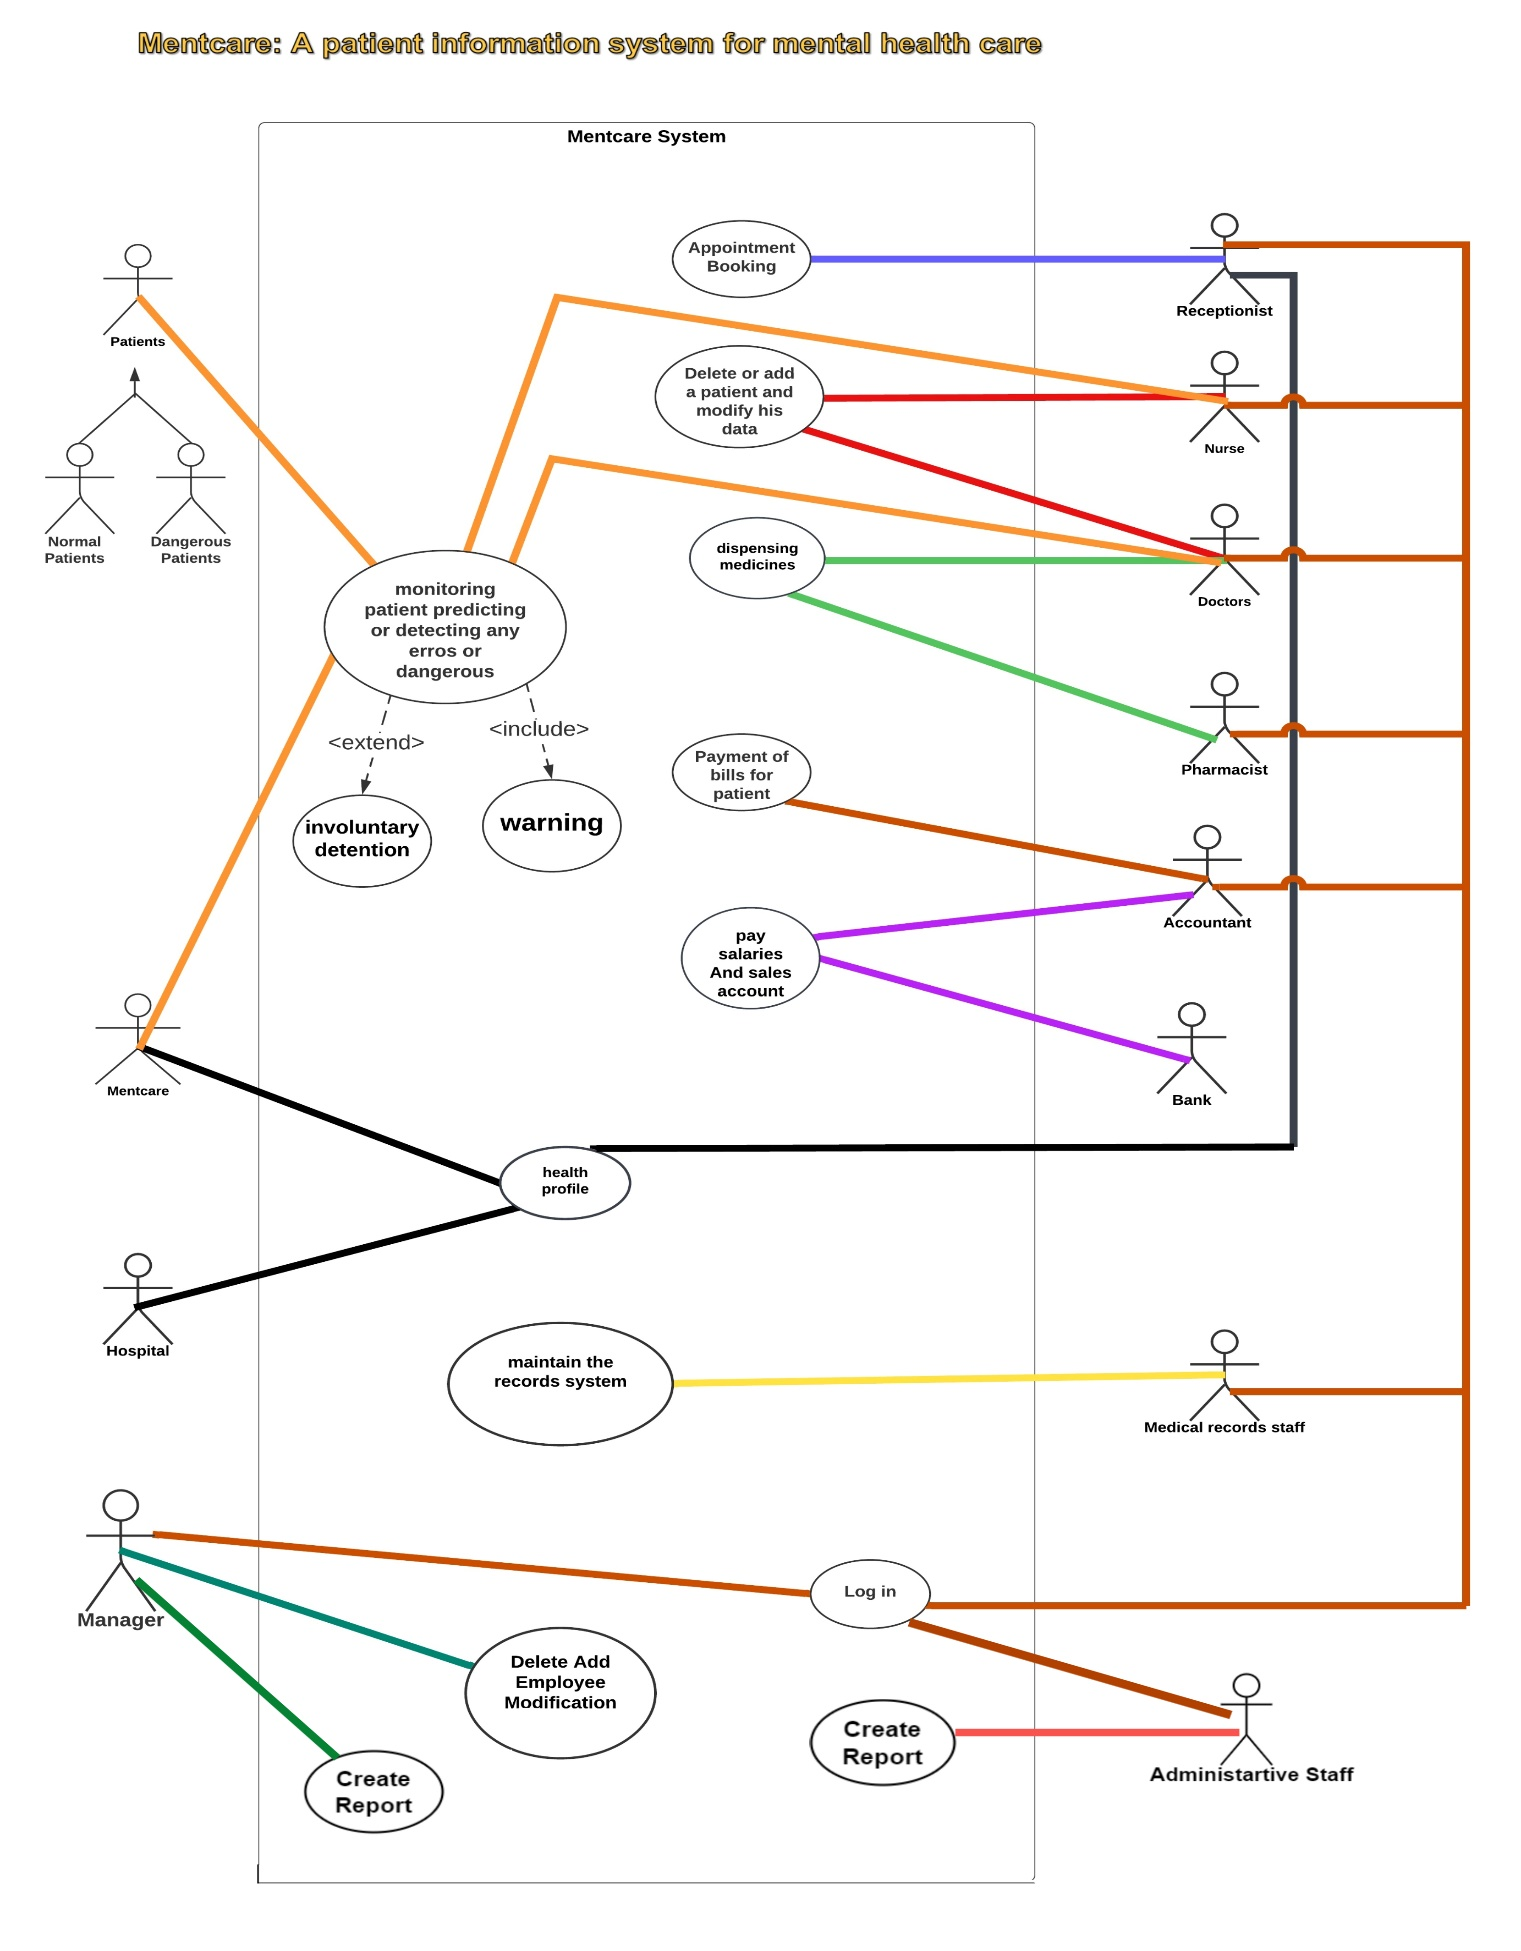 Mentcare: A patient information system for mental health care
Mentcare System
Appointment
Booking
Receptionist
Patients
Delete or add
a patient and
modify his
data
Nurse
Normal
Patients
Dangerous
Patients
dispensing
medicines
Doctors
monitoring
patient predicting
or detecting any
erros or
dangerous
<extend>
<include>
Payment of
bills for
patient
Pharmacist
involuntary
detention
warning
Accountant
pay
salaries
And sales
account
Mentcare
Bank
health
profile
Hospital
maintain the
records system
Medical records staff
Manager
Log in
Delete Add
Employee
Modification
Create
Report
Administartive Staff
Create
Report